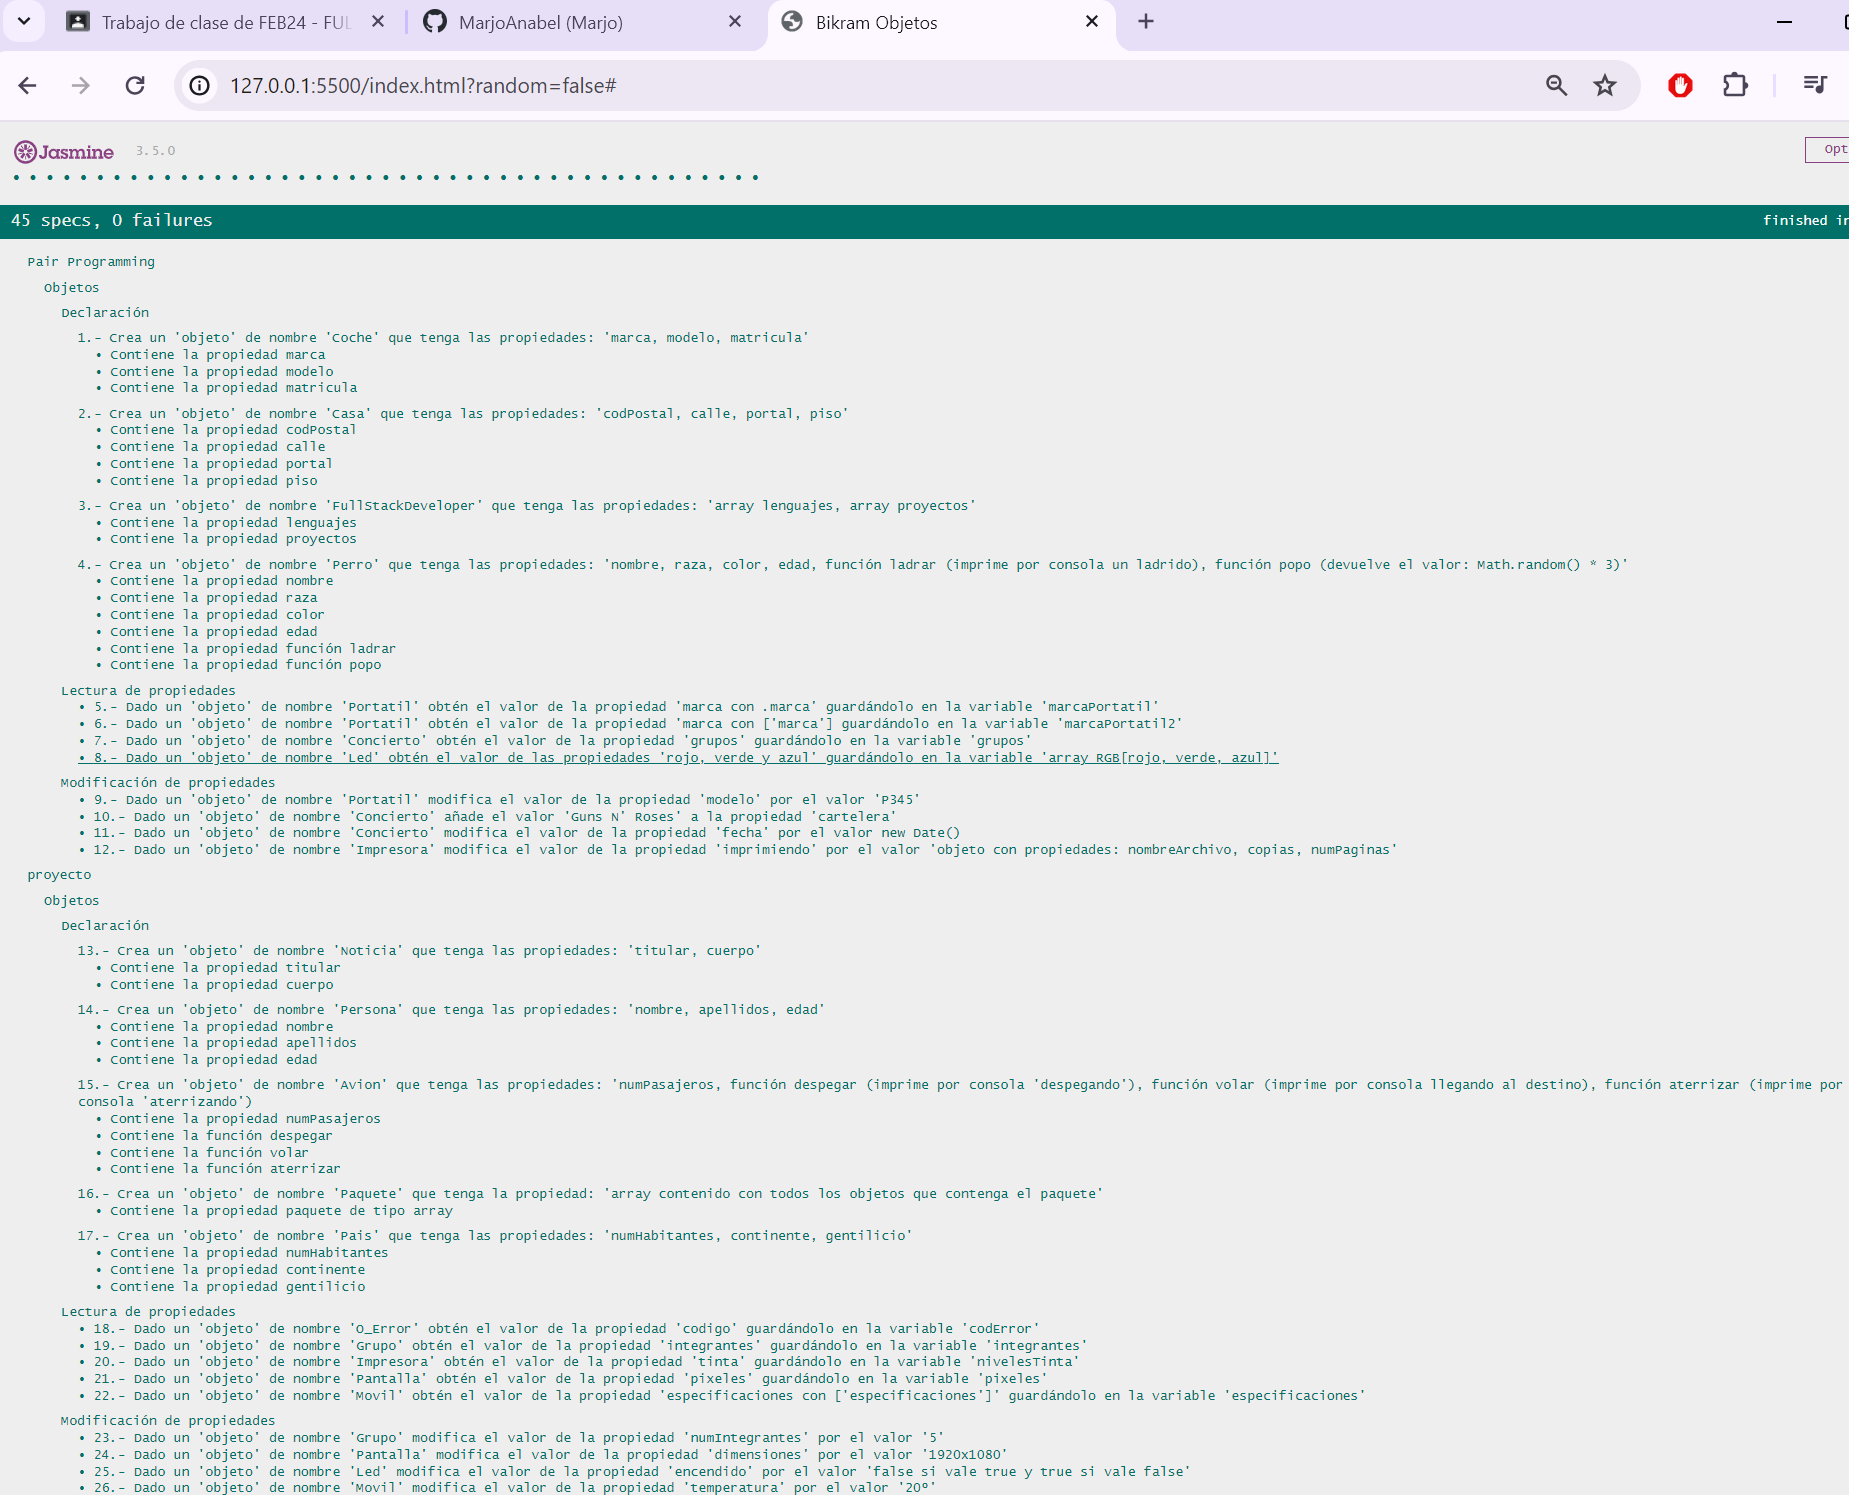 Trabajo de clase de FEB24 - FUL
MarjoAnabel (Marjo)
Bikram Objetos
127.0.0.1:5500/index.html?random=false#
Jasmine 3.5.0
Opt
45 specs, 0 failures
finished in
Pair Programming
Objetos
Declaración
1.- Crea un 'objeto' de nombre 'Coche' que tenga las propiedades: 'marca, modelo, matricula'
• Contiene la propiedad marca
• Contiene la propiedad modelo
• Contiene la propiedad matricula
2.- Crea un 'objeto' de nombre 'Casa' que tenga las propiedades: 'codPostal, calle, portal, piso'
• Contiene la propiedad codPostal
• Contiene la propiedad calle
• Contiene la propiedad portal
• Contiene la propiedad piso
3.- Crea un 'objeto' de nombre 'FullStackDeveloper' que tenga las propiedades: 'array lenguajes, array proyectos'
• Contiene la propiedad lenguajes
• Contiene la propiedad proyectos
4.- Crea un 'objeto' de nombre 'Perro' que tenga las propiedades: 'nombre, raza, color, edad, función ladrar (imprime por consola un ladrido), función popo (devuelve el valor: Math.random() * 3)'
• Contiene la propiedad nombre
• Contiene la propiedad raza
• Contiene la propiedad color
• Contiene la propiedad edad
• Contiene la propiedad función ladrar
• Contiene la propiedad función popo
Lectura de propiedades
• 5.- Dado un 'objeto' de nombre 'Portatil' obtén el valor de la propiedad 'marca con .marca' guardándolo en la variable 'marcaPortatil'
• 6.- Dado un 'objeto' de nombre 'Portatil' obtén el valor de la propiedad 'marca con ['marca'] guardándolo en la variable 'marcaPortatil2'
• 7.- Dado un 'objeto' de nombre 'Concierto' obtén el valor de la propiedad 'grupos' guardándolo en la variable 'grupos'
• 8.- Dado un 'objeto' de nombre 'Led' obtén el valor de las propiedades 'rojo, verde y azul' guardándolo en la variable 'array RGB[rojo, verde, azul]'
Modificación de propiedades
• 9.- Dado un 'objeto' de nombre 'Portatil' modifica el valor de la propiedad 'modelo' por el valor 'P345'
• 10.- Dado un 'objeto' de nombre 'Concierto' añade el valor 'Guns N' Roses' a la propiedad 'cartelera'
• 11.- Dado un 'objeto' de nombre 'Concierto' modifica el valor de la propiedad 'fecha' por el valor new Date()
• 12.- Dado un 'objeto' de nombre 'Impresora' modifica el valor de la propiedad 'imprimiendo' por el valor 'objeto con propiedades: nombreArchivo, copias, numPaginas'
proyecto
Objetos
Declaración
13.- Crea un 'objeto' de nombre 'Noticia' que tenga las propiedades: 'titular, cuerpo'
• Contiene la propiedad titular
• Contiene la propiedad cuerpo
14.- Crea un 'objeto' de nombre 'Persona' que tenga las propiedades: 'nombre, apellidos, edad'
• Contiene la propiedad nombre
• Contiene la propiedad apellidos
• Contiene la propiedad edad
15.- Crea un 'objeto' de nombre 'Avion' que tenga las propiedades: 'numPasajeros, función despegar (imprime por consola 'despegando'), función volar (imprime por consola llegando al destino), función aterrizar (imprime por
consola 'aterrizando')
• Contiene la propiedad numPasajeros
• Contiene la función despegar
• Contiene la función volar
• Contiene la función aterrizar
16.- Crea un 'objeto' de nombre 'Paquete' que tenga la propiedad: 'array contenido con todos los objetos que contenga el paquete'
• Contiene la propiedad paquete de tipo array
17.- Crea un 'objeto' de nombre 'Pais' que tenga las propiedades: 'numHabitantes, continente, gentilicio'
• Contiene la propiedad numHabitantes
• Contiene la propiedad continente
• Contiene la propiedad gentilicio
Lectura de propiedades
• 18.- Dado un 'objeto' de nombre 'O_Error' obtén el valor de la propiedad 'codigo' guardándolo en la variable 'codError'
• 19.- Dado un 'objeto' de nombre 'Grupo' obtén el valor de la propiedad 'integrantes' guardándolo en la variable 'integrantes'
• 20.- Dado un 'objeto' de nombre 'Impresora' obtén el valor de la propiedad 'tinta' guardándolo en la variable 'nivelesTinta'
• 21.- Dado un 'objeto' de nombre 'Pantalla' obtén el valor de la propiedad 'pixeles' guardándolo en la variable 'pixeles'
• 22.- Dado un 'objeto' de nombre 'Movil' obtén el valor de la propiedad 'especificaciones con ['especificaciones']' guardándolo en la variable 'especificaciones'
Modificación de propiedades
• 23.- Dado un 'objeto' de nombre 'Grupo' modifica el valor de la propiedad 'numIntegrantes' por el valor '5'
• 24.- Dado un 'objeto' de nombre 'Pantalla' modifica el valor de la propiedad 'dimensiones' por el valor '1920x1080'
• 25.- Dado un 'objeto' de nombre 'Led' modifica el valor de la propiedad 'encendido' por el valor 'false si vale true y true si vale false'
• 26.- Dado un 'objeto' de nombre 'Movil' modifica el valor de la propiedad 'temperatura' por el valor '20º'